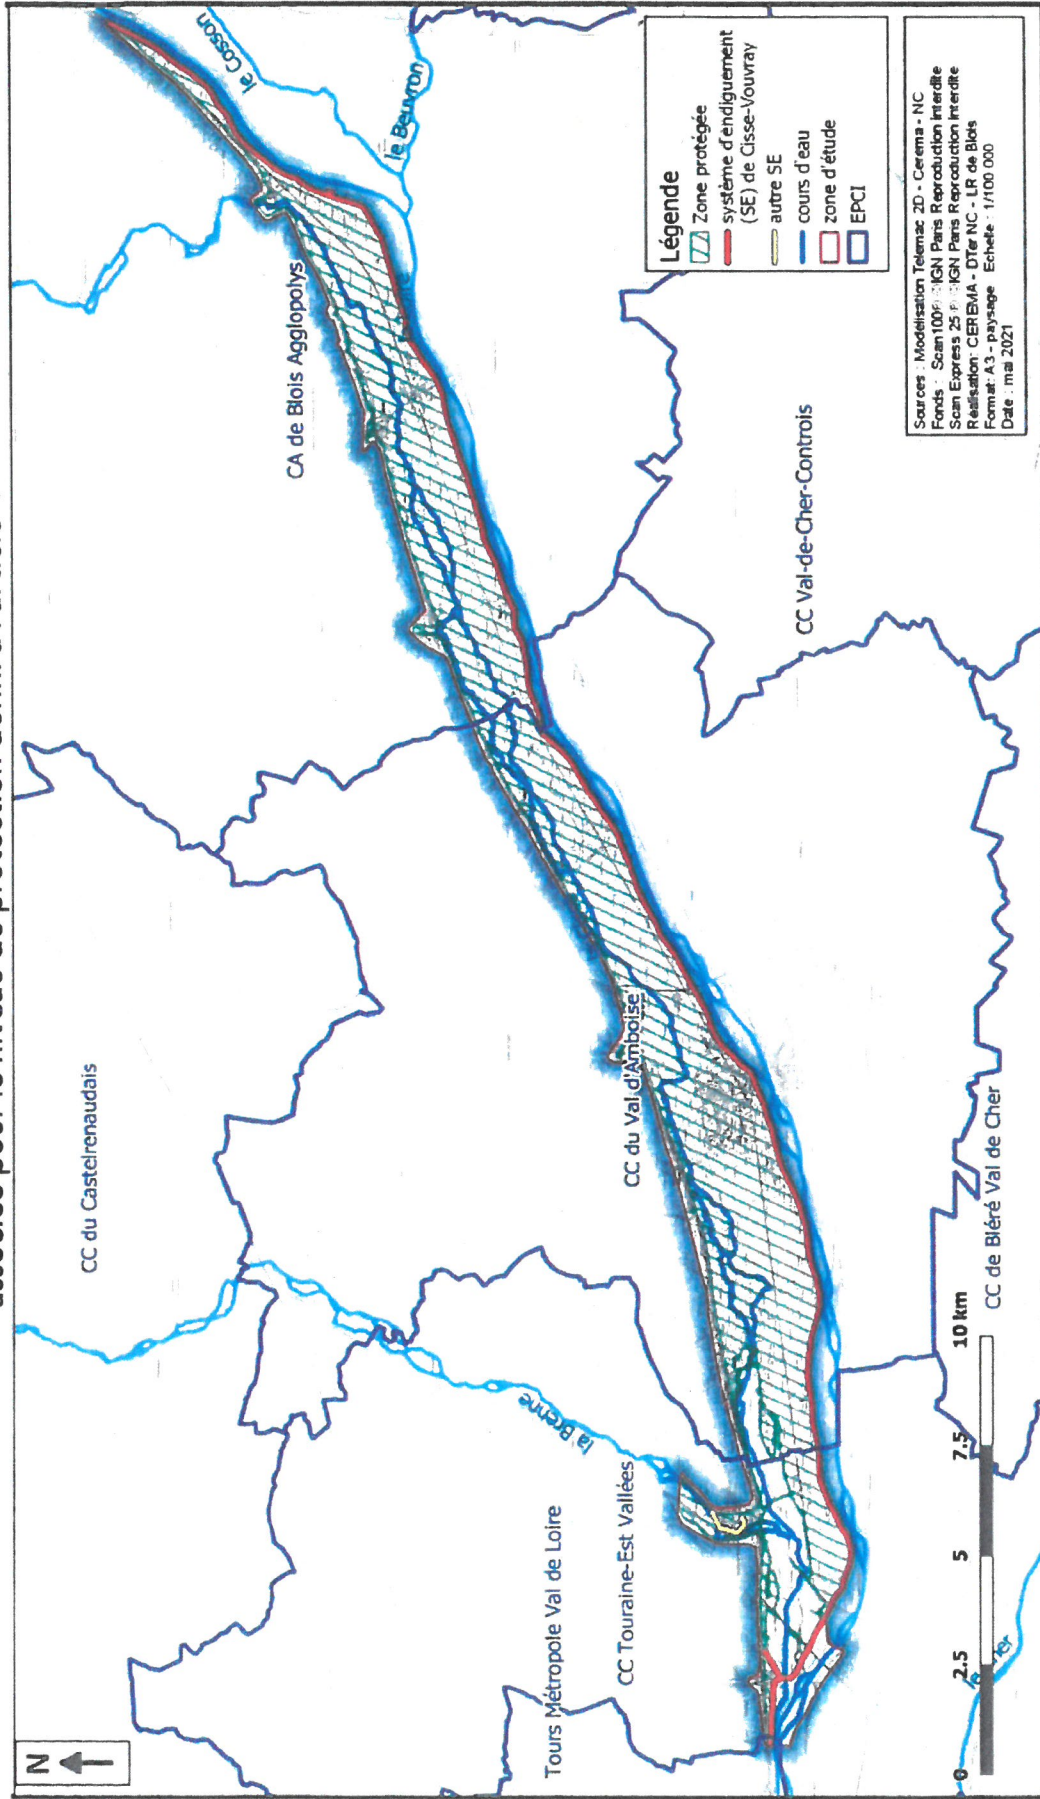 N
CC du Castelrenaudais
CA de Blois Agglopolys
le Cosson
le Beuvron
la Brenne
Tours Métropole Val de Loire
CC Touraine-Est Vallées
CC du Val d'Amboise
CC Val-de-Cher-Controis
CC de Bléré Val de Cher
0 2.5 5 7.5 10 km
Légende
Zone protégée
système d'endiguement
(SE) de Cisse-Vouvray
autre SE
cours d'eau
zone d'étude
EPCI
Sources : Modélisation Telemac 2D - Cerema - NC
Fonds : Scan100 IGN Paris Reproduction interdite
Scan Express 25 IGN Paris Reproduction interdite
Réalisation: CEREMA - DTer NC - LR de Blois
Format: A3 - paysage Echelle : 1/100 000
Date : mai 2021